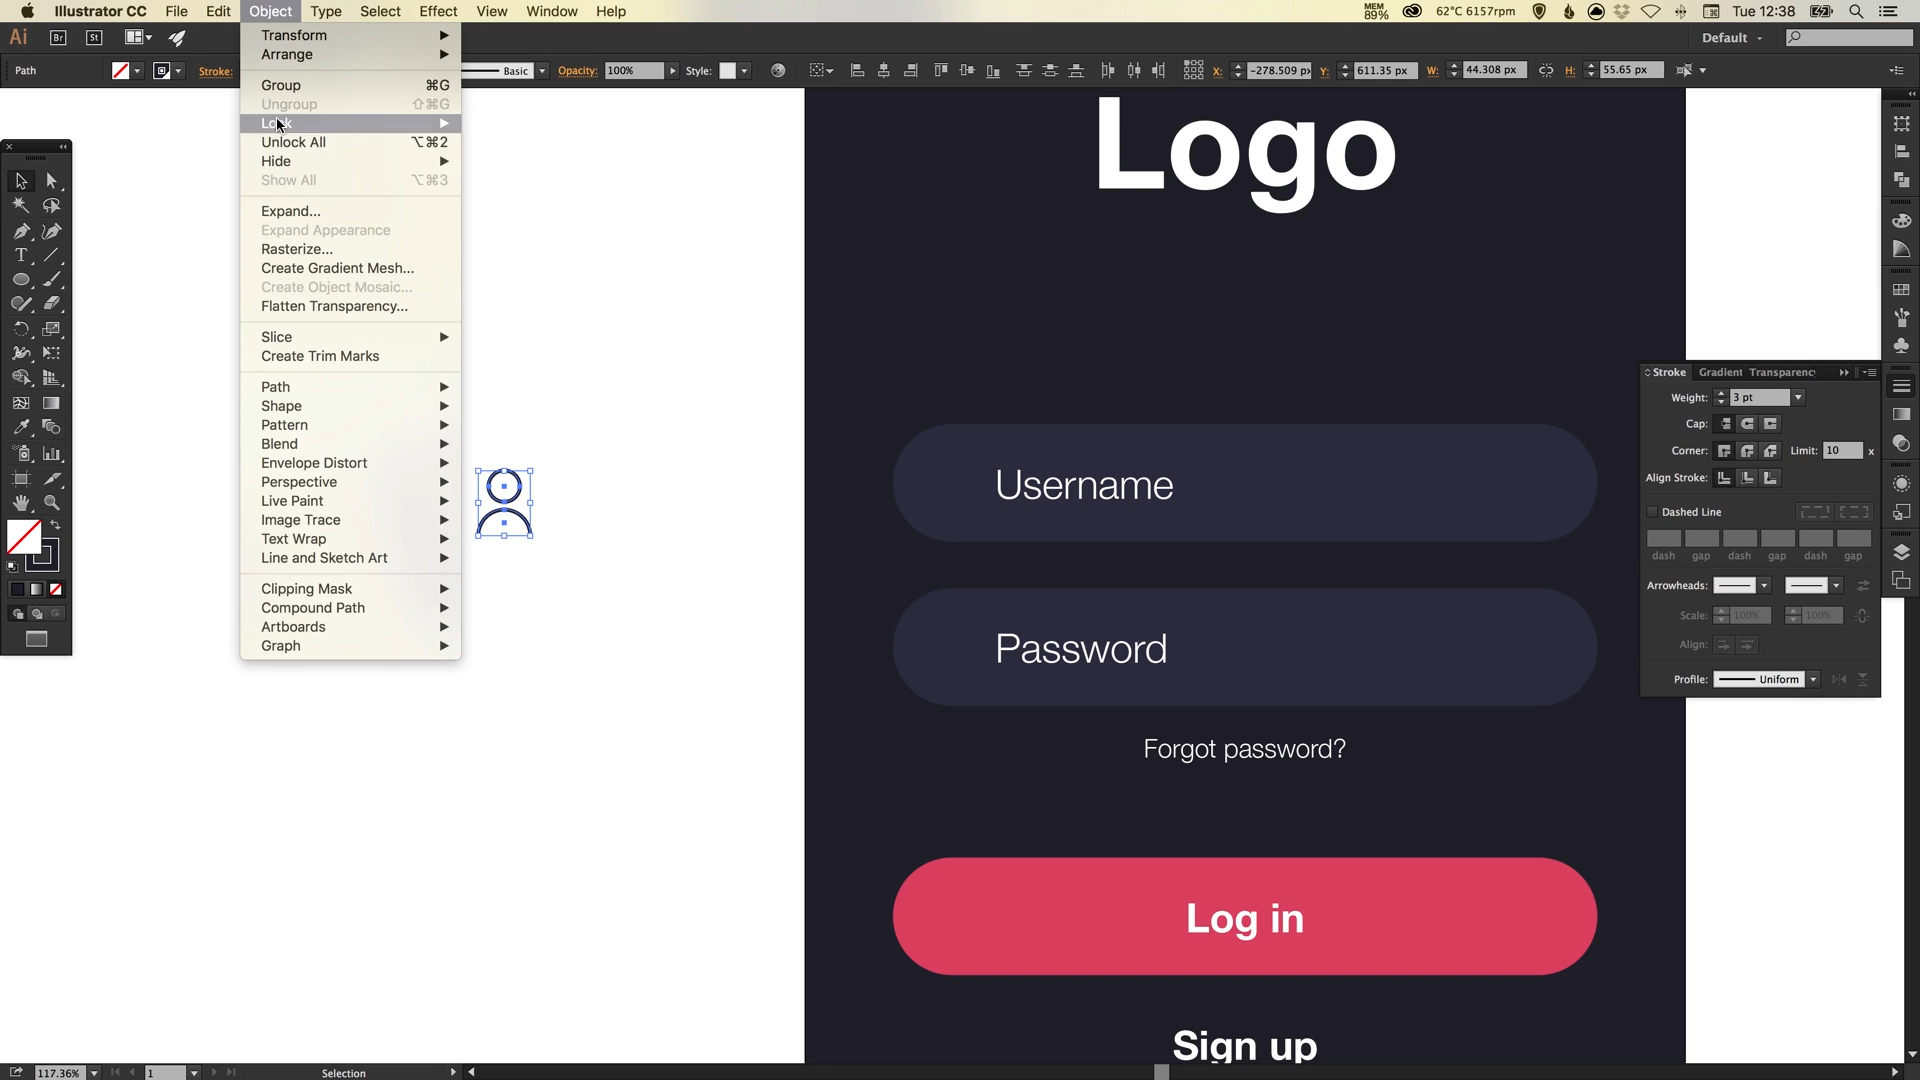 Illustrator CC File Edit Object Type Select Effect View Window Help MEM 89% 62°C 6157rpm Tue 12:38
Ai Br St Default
Path Stroke: Basic Opacity: 100% Style: X: -278.509 px Y: 611.35 px W: 44.308 px H: 55.65 px
Transform
Arrange
Group ⌘G
Ungroup ⇧⌘G
Lock
Unlock All ⌥⌘2
Hide
Show All ⌥⌘3
Expand...
Expand Appearance
Rasterize...
Create Gradient Mesh...
Create Object Mosaic...
Flatten Transparency...
Slice
Create Trim Marks
Path
Shape
Pattern
Blend
Envelope Distort
Perspective
Live Paint
Image Trace
Text Wrap
Line and Sketch Art
Clipping Mask
Compound Path
Artboards
Graph
Logo
Username
Password
Forgot password?
Log in
Sign up
Stroke Gradient Transparency
Weight: 3 pt
Cap:
Corner: Limit: 10 x
Align Stroke:
Dashed Line
dash gap dash gap dash gap
Arrowheads:
Scale: 100% 100%
Align:
Profile: Uniform
117.36% 1 Selection